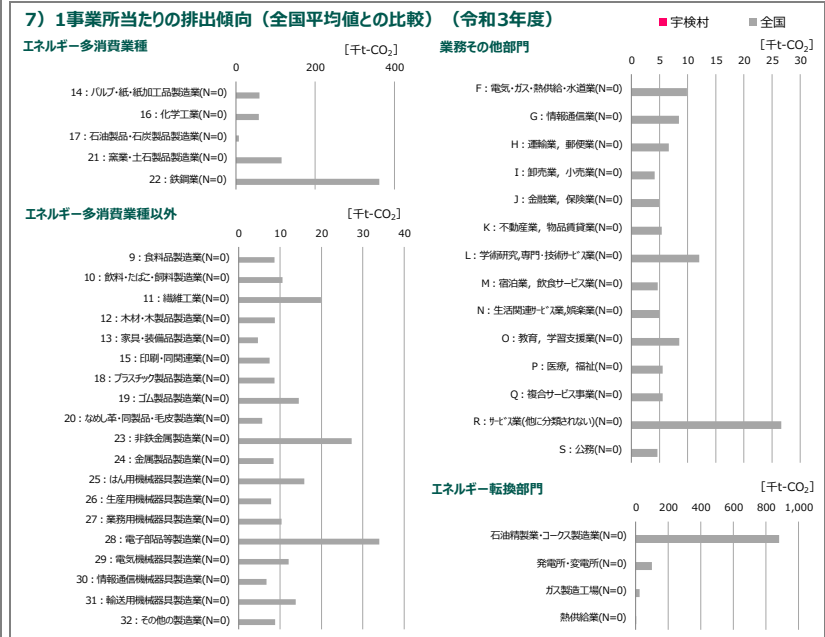 7）1事業所当たりの排出傾向（全国平均値との比較）（令和3年度）
■宇検村 ■全国
エネルギー多消費業種
［千t-CO₂］
0 200 400
14：パルプ・紙・紙加工品製造業(N=0)
16：化学工業(N=0)
17：石油製品・石炭製品製造業(N=0)
21：窯業・土石製品製造業(N=0)
22：鉄鋼業(N=0)
エネルギー多消費業種以外
［千t-CO₂］
0 10 20 30 40
9：食料品製造業(N=0)
10：飲料・たばこ・飼料製造業(N=0)
11：繊維工業(N=0)
12：木材・木製品製造業(N=0)
13：家具・装備品製造業(N=0)
15：印刷・同関連業(N=0)
18：プラスチック製品製造業(N=0)
19：ゴム製品製造業(N=0)
20：なめし革・同製品・毛皮製造業(N=0)
23：非鉄金属製造業(N=0)
24：金属製品製造業(N=0)
25：はん用機械器具製造業(N=0)
26：生産用機械器具製造業(N=0)
27：業務用機械器具製造業(N=0)
28：電子部品等製造業(N=0)
29：電気機械器具製造業(N=0)
30：情報通信機械器具製造業(N=0)
31：輸送用機械器具製造業(N=0)
32：その他の製造業(N=0)
業務その他部門
［千t-CO₂］
0 5 10 15 20 25 30
F：電気・ガス・熱供給・水道業(N=0)
G：情報通信業(N=0)
H：運輸業，郵便業(N=0)
I：卸売業，小売業(N=0)
J：金融業，保険業(N=0)
K：不動産業，物品賃貸業(N=0)
L：学術研究,専門・技術ｻｰﾋﾞｽ業(N=0)
M：宿泊業，飲食サービス業(N=0)
N：生活関連ｻｰﾋﾞｽ業,娯楽業(N=0)
O：教育，学習支援業(N=0)
P：医療，福祉(N=0)
Q：複合サービス事業(N=0)
R：ｻｰﾋﾞｽ業(他に分類されない)(N=0)
S：公務(N=0)
エネルギー転換部門
［千t-CO₂］
0 200 400 600 800 1,000
石油精製業・コークス製造業(N=0)
発電所・変電所(N=0)
ガス製造工場(N=0)
熱供給業(N=0)